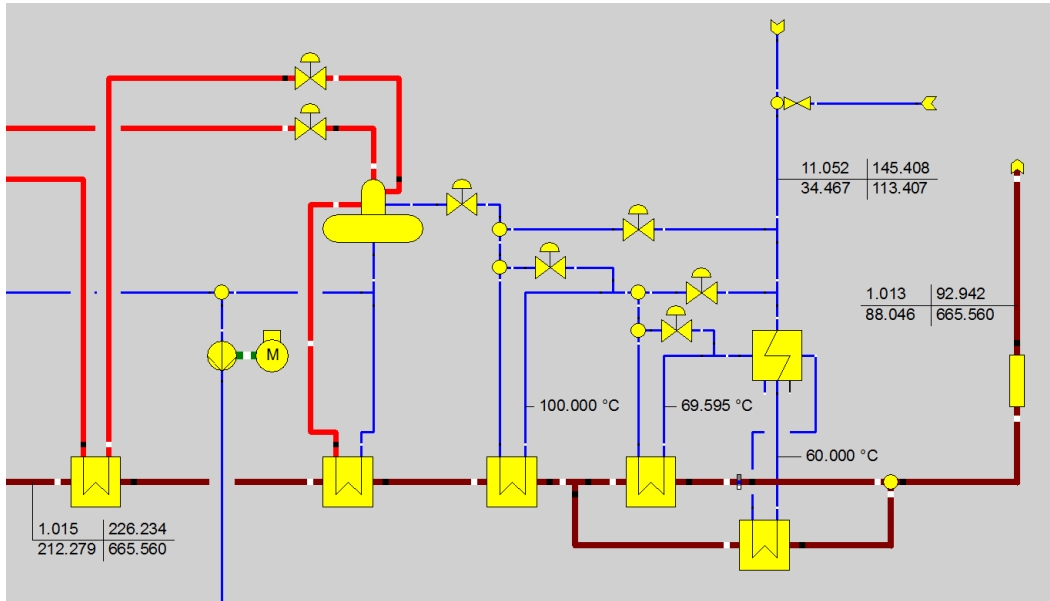 11.052 145.408
34.467 113.407
1.013 92.942
88.046 665.560
M
100.000 °C
69.595 °C
60.000 °C
1.015 226.234
212.279 665.560